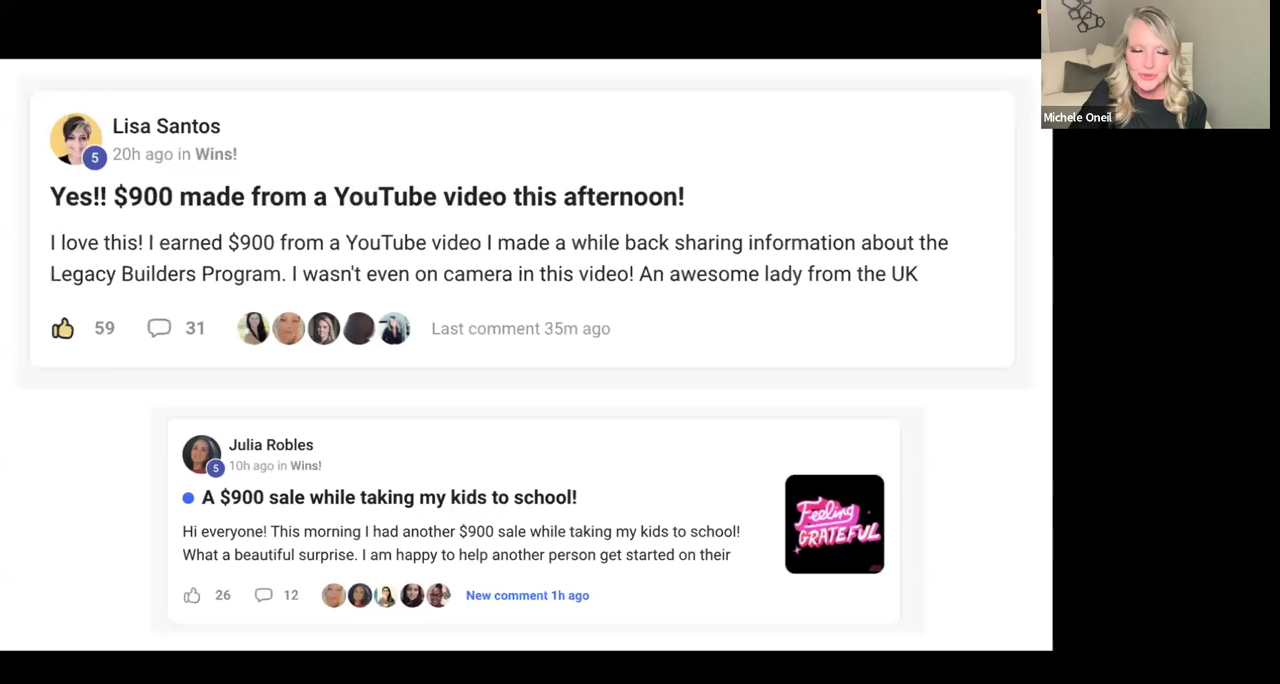 Michele Oneil
Lisa Santos
5
20h ago in Wins!
Yes!! $900 made from a YouTube video this afternoon!
I love this! I earned $900 from a YouTube video I made a while back sharing information about the
Legacy Builders Program. I wasn't even on camera in this video! An awesome lady from the UK
59 31 Last comment 35m ago
Julia Robles
5
10h ago in Wins!
A $900 sale while taking my kids to school!
Hi everyone! This morning I had another $900 sale while taking my kids to school!
What a beautiful surprise. I am happy to help another person get started on their
Feeling
GRATEFUL
26 12 New comment 1h ago